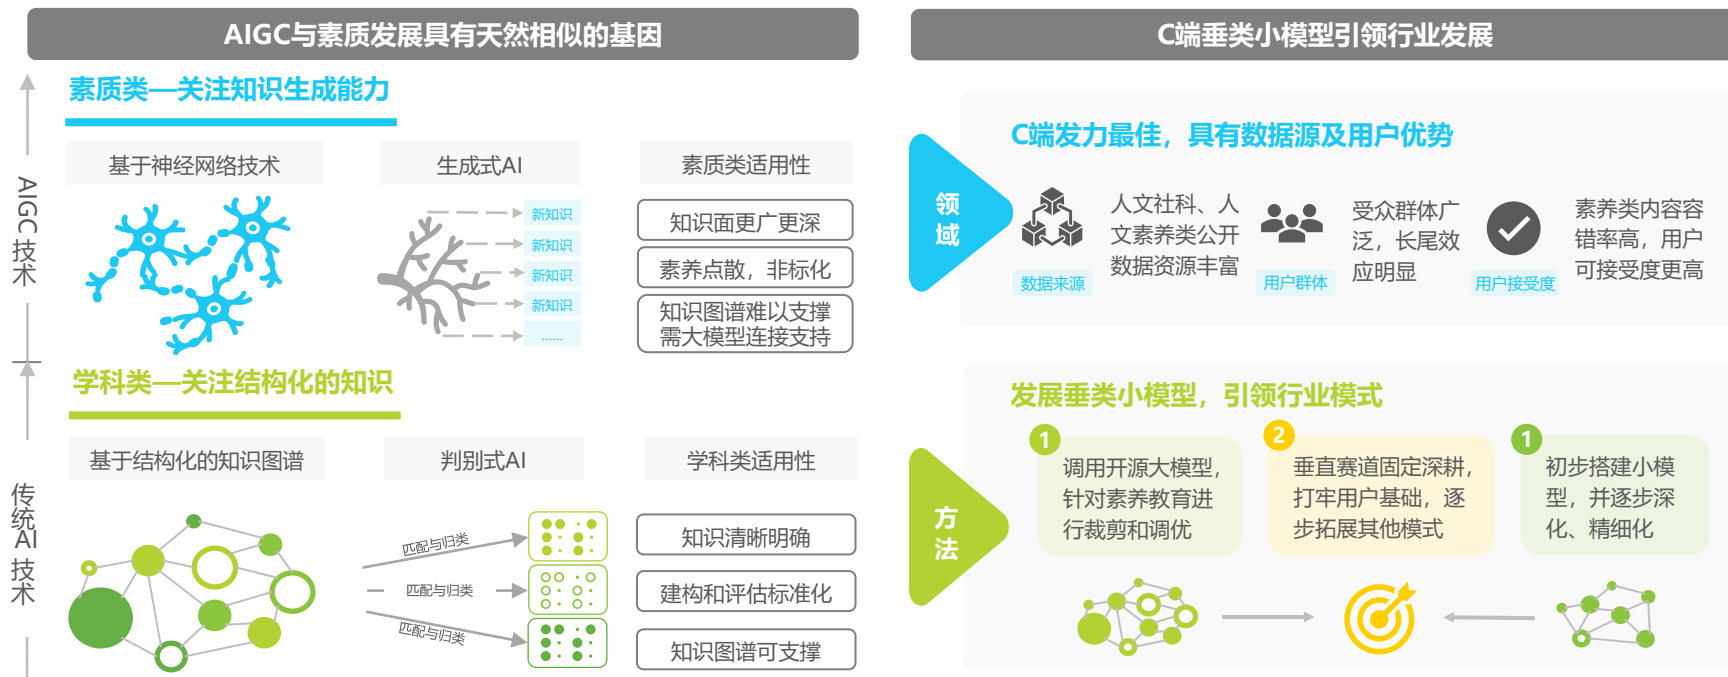 AIGC与素质发展具有天然相似的基因
素质类—关注知识生成能力
AIGC技术
基于神经网络技术
生成式AI
新知识
新知识
新知识
新知识
……
素质类适用性
知识面更广更深
素养点散，非标化
知识图谱难以支撑
需大模型连接支持
学科类—关注结构化的知识
传统AI技术
基于结构化的知识图谱
判别式AI
匹配与归类
匹配与归类
匹配与归类
学科类适用性
知识清晰明确
建构和评估标准化
知识图谱可支撑
C端垂类小模型引领行业发展
领域
C端发力最佳，具有数据源及用户优势
数据来源
人文社科、人
文素养类公开
数据资源丰富
用户群体
受众群体广
泛，长尾效
应明显
用户接受度
素养类内容容
错率高，用户
可接受度更高
方法
发展垂类小模型，引领行业模式
1
调用开源大模型，
针对素养教育进
行裁剪和调优
2
垂直赛道固定深耕，
打牢用户基础，逐
步拓展其他模式
1
初步搭建小模
型，并逐步深
化、精细化